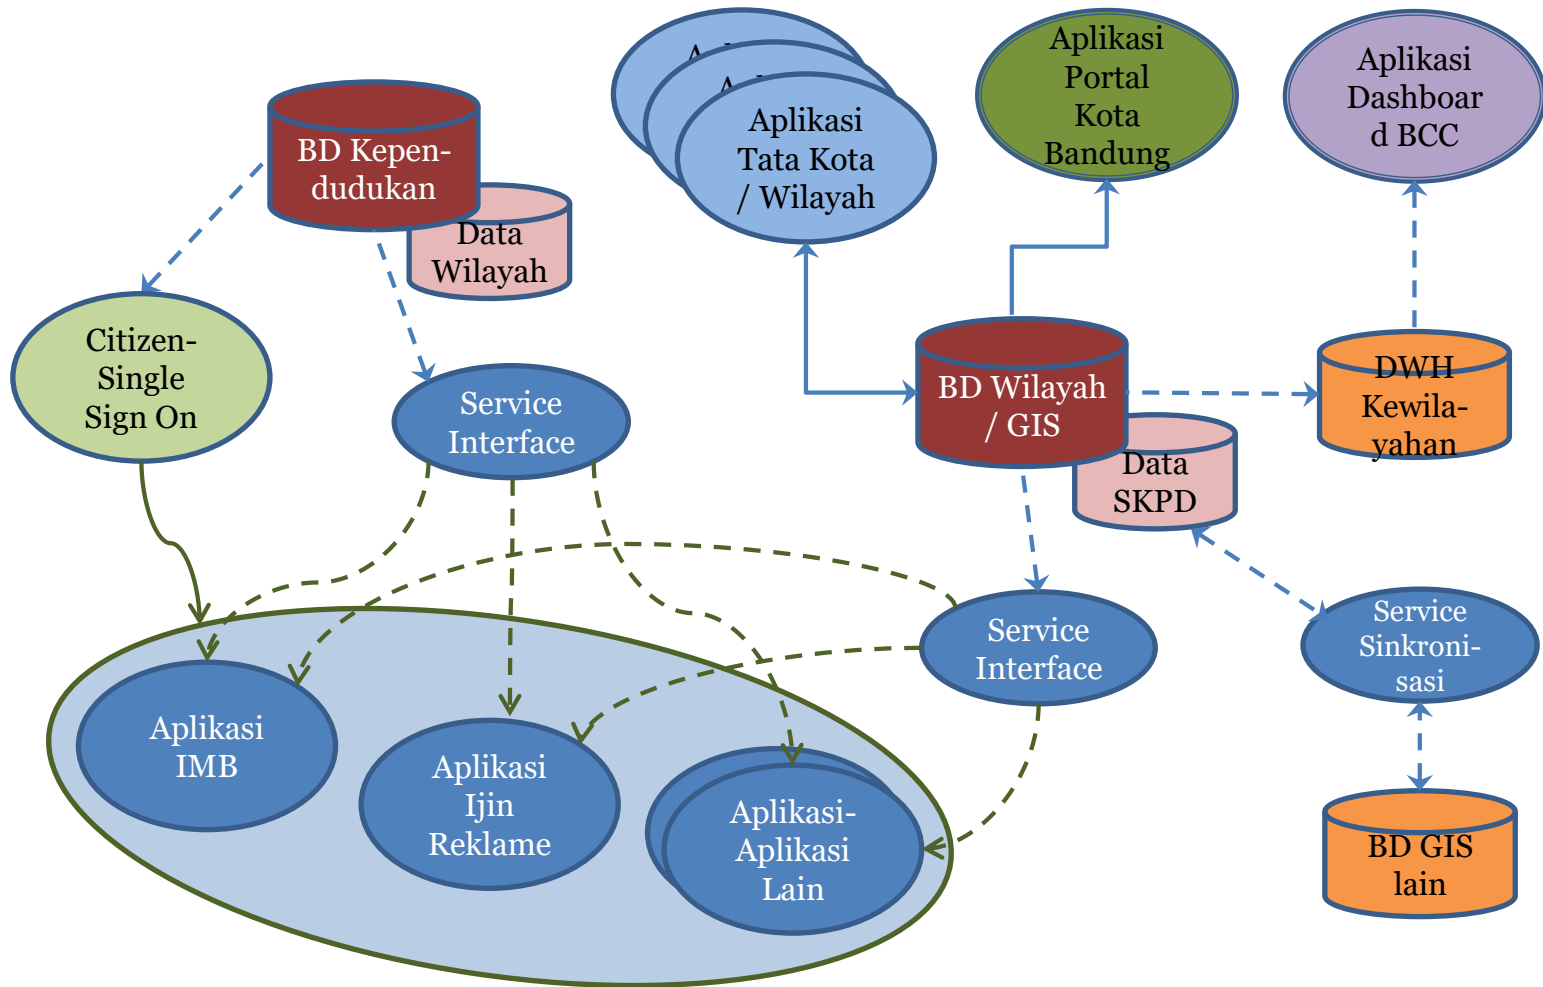 BD Kepen-
dudukan
Data
Wilayah
Citizen-
Single
Sign On
Service
Interface
Aplikasi
Tata Kota
/ Wilayah
Aplikasi
Portal
Kota
Bandung
Aplikasi
Dashboar
d BCC
BD Wilayah
/ GIS
Data
SKPD
DWH
Kewila-
yahan
Service
Interface
Service
Sinkroni-
sasi
BD GIS
lain
Aplikasi
IMB
Aplikasi
Ijin
Reklame
Aplikasi-
Aplikasi
Lain